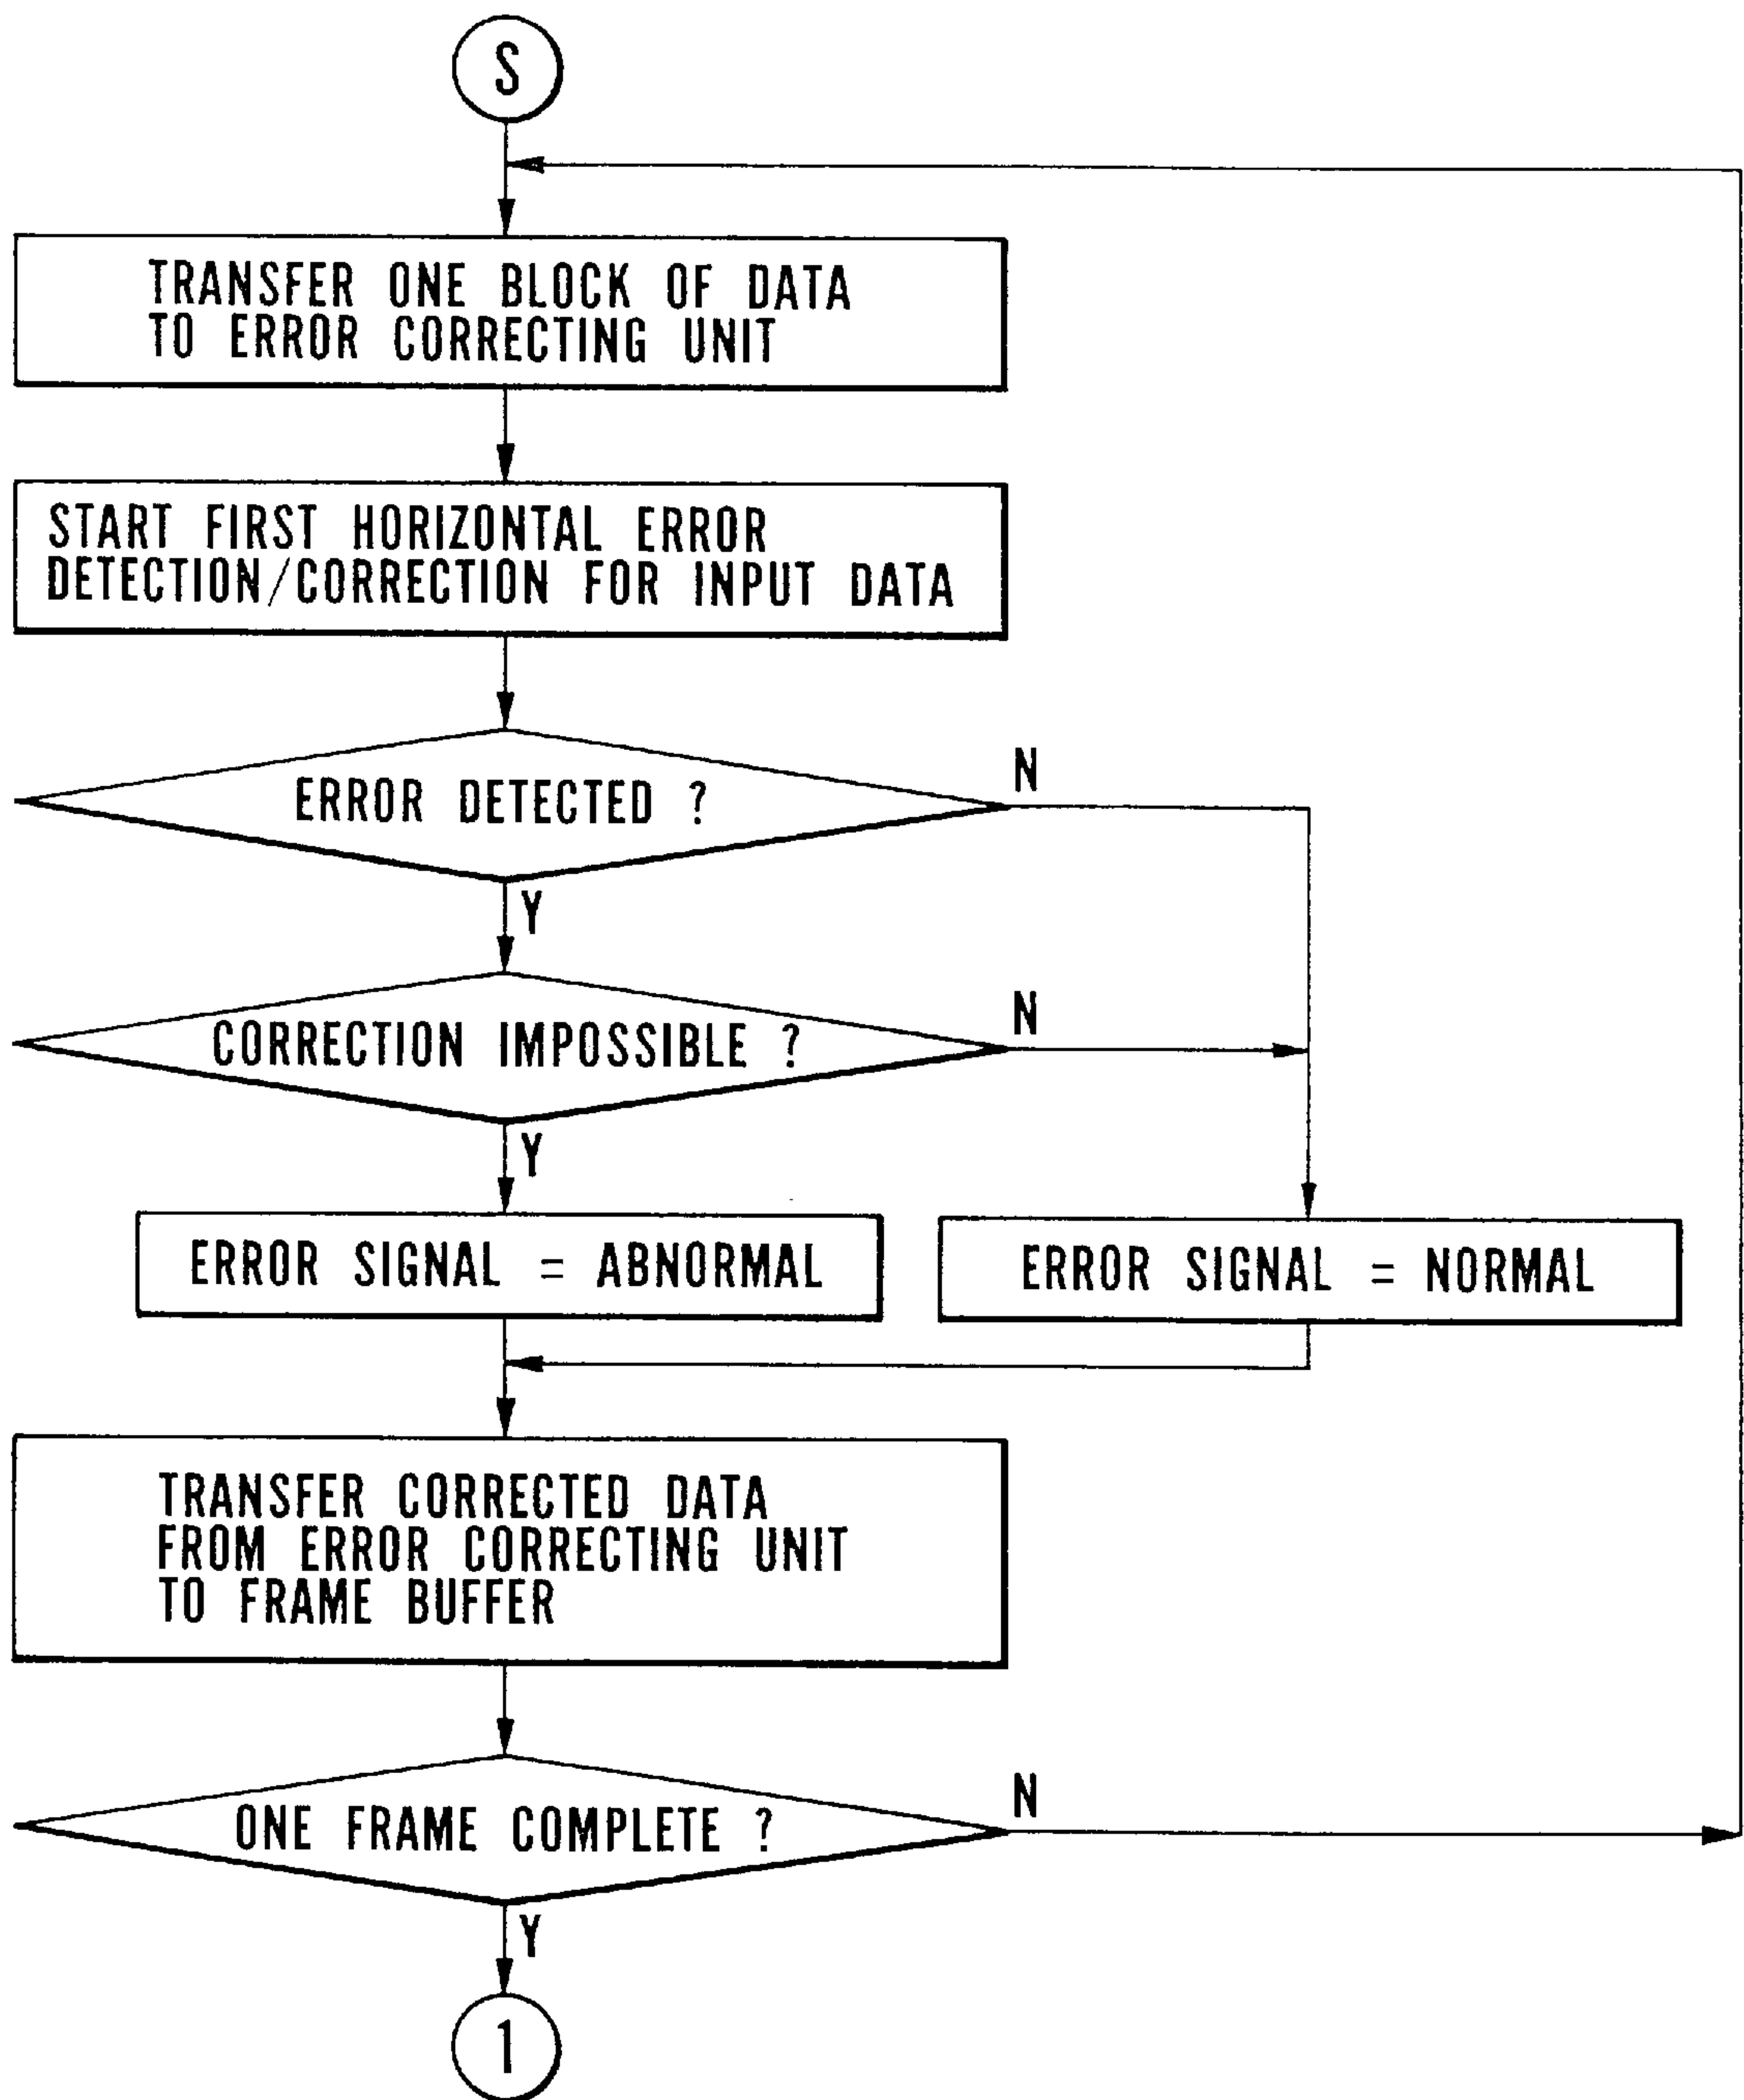 S
TRANSFER ONE BLOCK OF DATA
TO ERROR CORRECTING UNIT
START FIRST HORIZONTAL ERROR
DETECTION/CORRECTION FOR INPUT DATA
ERROR DETECTED ?
N
Y
CORRECTION IMPOSSIBLE ?
N
Y
ERROR SIGNAL = ABNORMAL
ERROR SIGNAL = NORMAL
TRANSFER CORRECTED DATA
FROM ERROR CORRECTING UNIT
TO FRAME BUFFER
ONE FRAME COMPLETE ?
N
Y
1